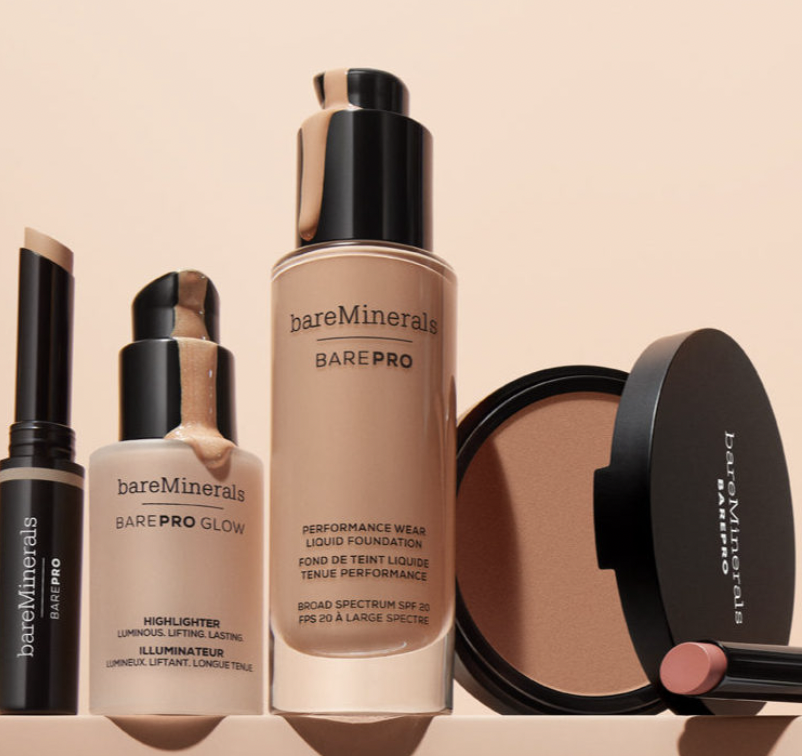 bareMinerals
BAREPRO
bareMinerals
BAREPRO GLOW
HIGHLIGHTER
LUMINOUS. LIFTING. LASTING.
ILLUMINATEUR
LUMINEUX. LIFTANT. LONGUE TENUE.
bareMinerals
BAREPRO
PERFORMANCE WEAR
LIQUID FOUNDATION
FOND DE TEINT LIQUIDE
TENUE PERFORMANCE
BROAD SPECTRUM SPF 20
FPS 20 À LARGE SPECTRE
bareMinerals
BAREPRO